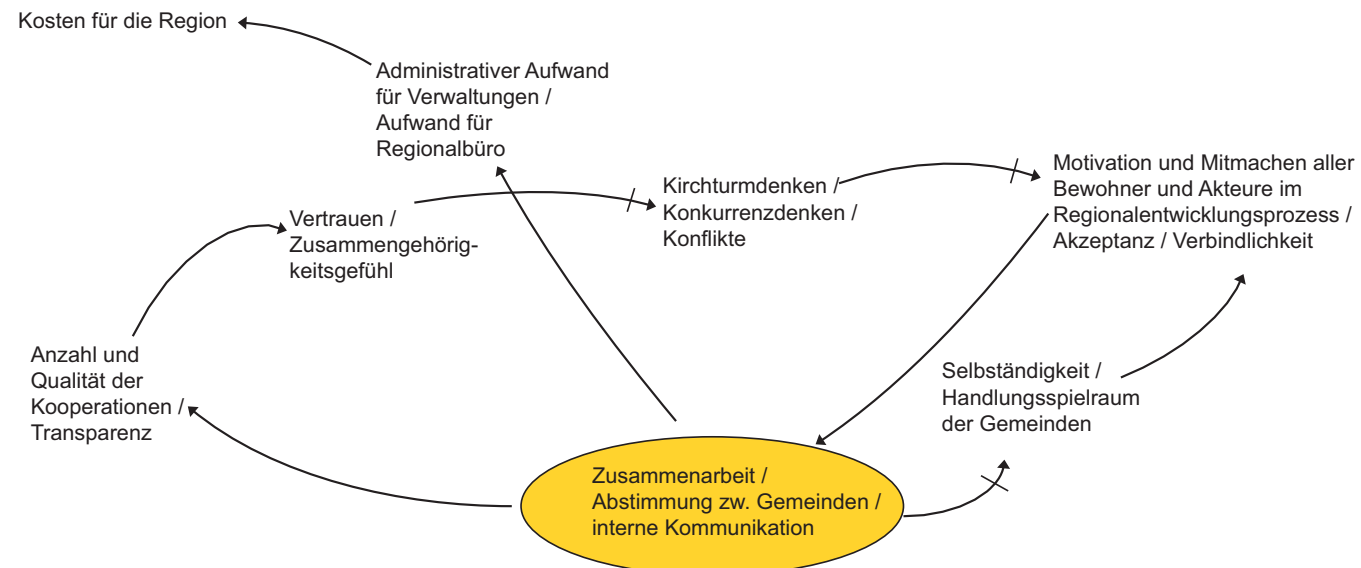 Kosten für die Region
Administrativer Aufwand
für Verwaltungen /
Aufwand für
Regionalbüro
Vertrauen /
Zusammengehörig-
keitsgefühl
Kirchturmdenken /
Konkurrenzdenken /
Konflikte
Motivation und Mitmachen aller
Bewohner und Akteure im
Regionalentwicklungsprozess /
Akzeptanz / Verbindlichkeit
Anzahl und
Qualität der
Kooperationen /
Transparenz
Selbständigkeit /
Handlungsspielraum
der Gemeinden
Zusammenarbeit /
Abstimmung zw. Gemeinden /
interne Kommunikation